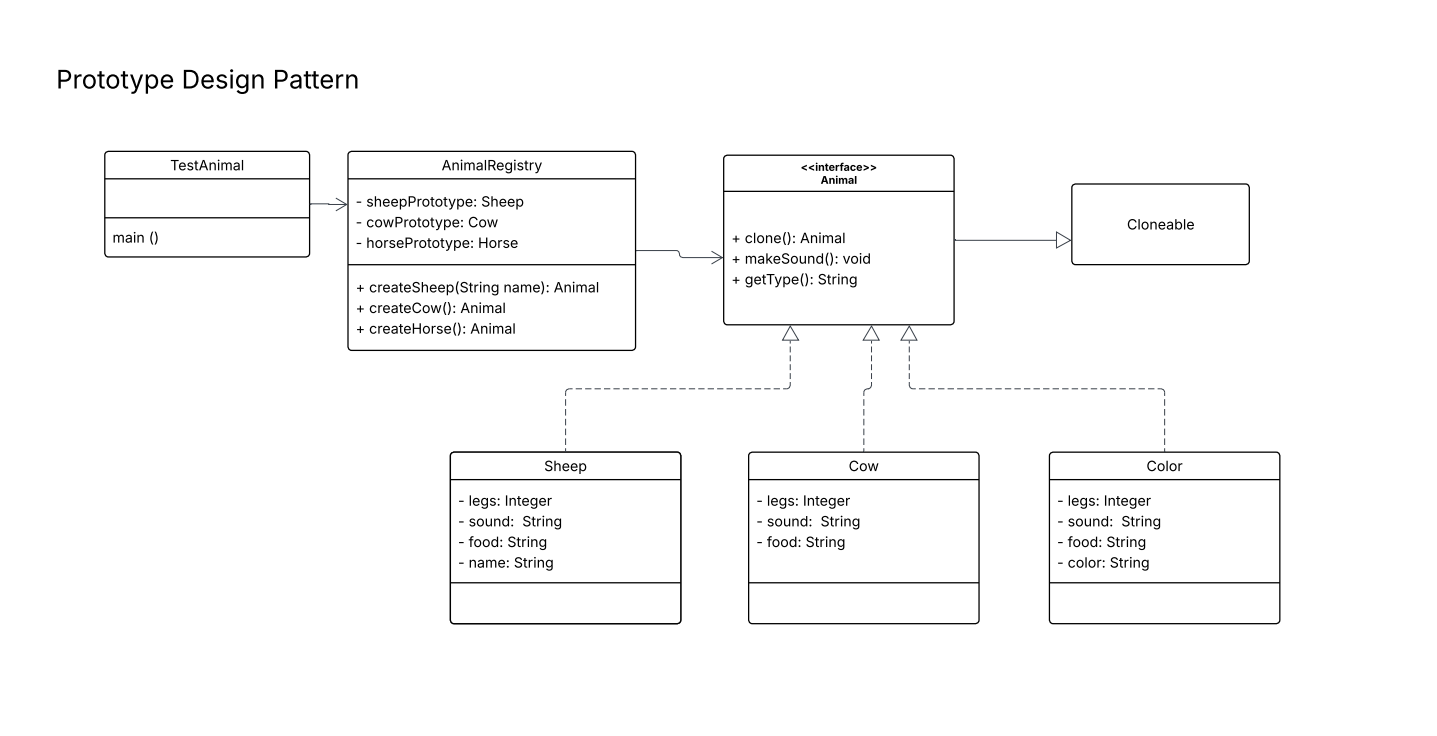 Prototype Design Pattern
TestAnimal
main ()
AnimalRegistry
- sheepPrototype: Sheep
- cowPrototype: Cow
- horsePrototype: Horse
+ createSheep(String name): Animal
+ createCow(): Animal
+ createHorse(): Animal
<<interface>>
Animal
+ clone(): Animal
+ makeSound(): void
+ getType(): String
Cloneable
Sheep
- legs: Integer
- sound:  String
- food: String
- name: String
Cow
- legs: Integer
- sound:  String
- food: String
Color
- legs: Integer
- sound:  String
- food: String
- color: String